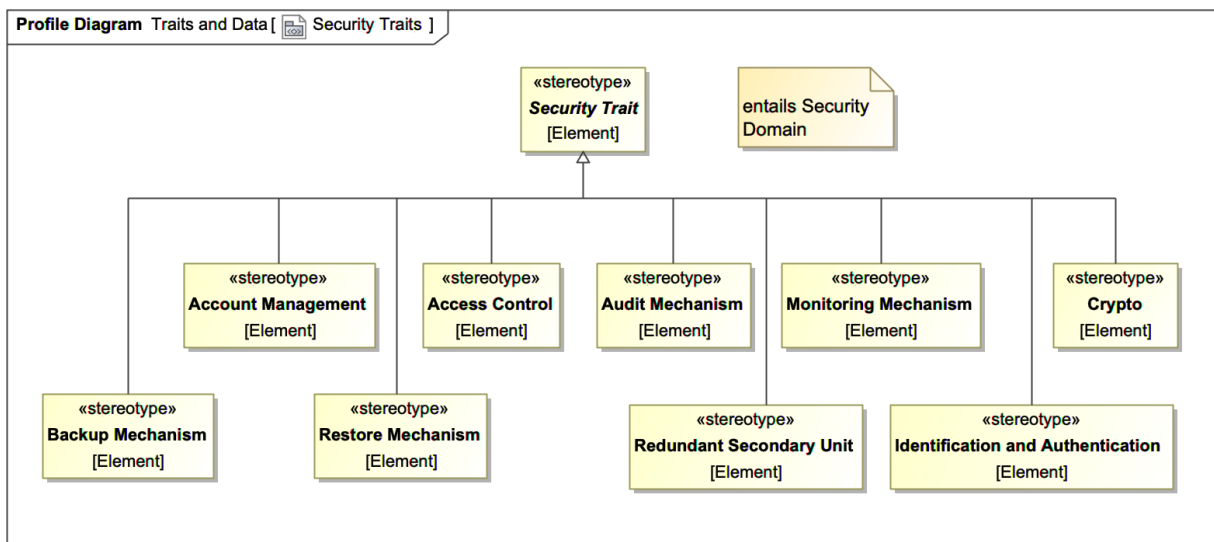 Profile Diagram Traits and Data [ Security Traits ]
«stereotype»
Security Trait
[Element]
entails Security
Domain
«stereotype»
Account Management
[Element]
«stereotype»
Access Control
[Element]
«stereotype»
Audit Mechanism
[Element]
«stereotype»
Monitoring Mechanism
[Element]
«stereotype»
Crypto
[Element]
«stereotype»
Backup Mechanism
[Element]
«stereotype»
Restore Mechanism
[Element]
«stereotype»
Redundant Secondary Unit
[Element]
«stereotype»
Identification and Authentication
[Element]